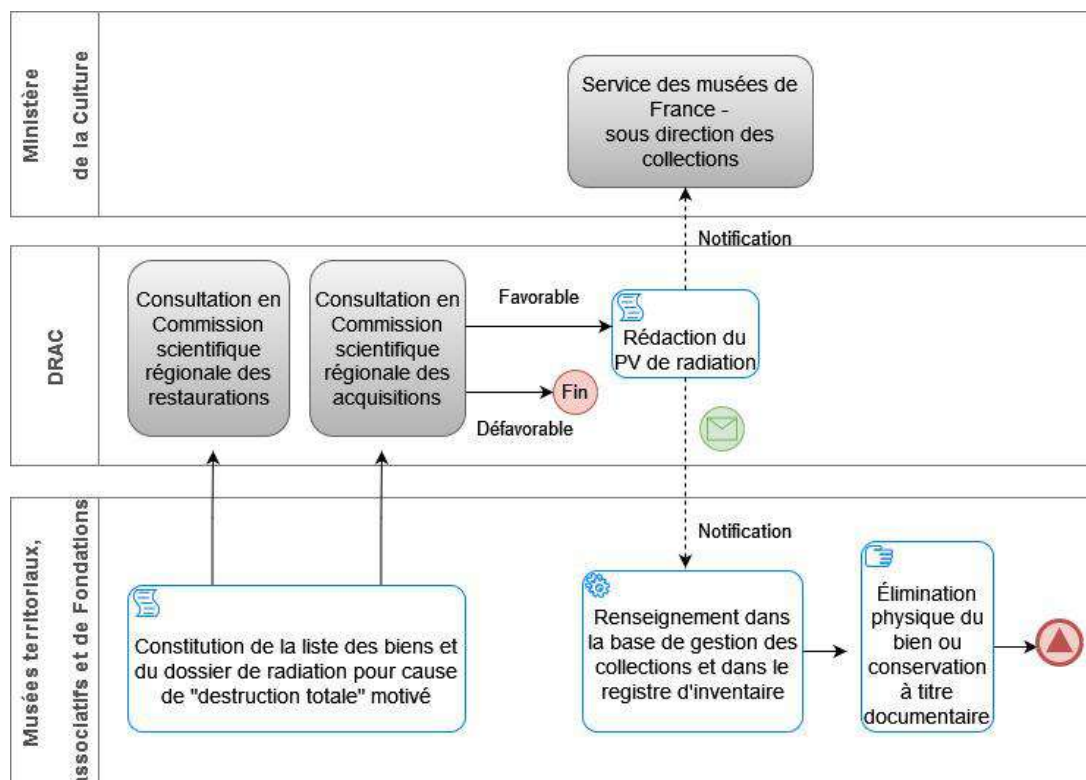 Ministère
de la Culture
Service des musées de
France -
sous direction des
collections
Notification
DRAC
Consultation en
Commission
scientifique
régionale des
restaurations
Consultation en
Commission
scientifique
régionale des
acquisitions
Favorable
Défavorable
Fin
Rédaction du
PV de radiation
Notification
Musées territoriaux,
associatifs et de Fondations
Constitution de la liste des biens et
du dossier de radiation pour cause
de "destruction totale" motivé
Renseignement dans
la base de gestion des
collections et dans le
registre d'inventaire
Élimination
physique du
bien ou
conservation
à titre
documentaire